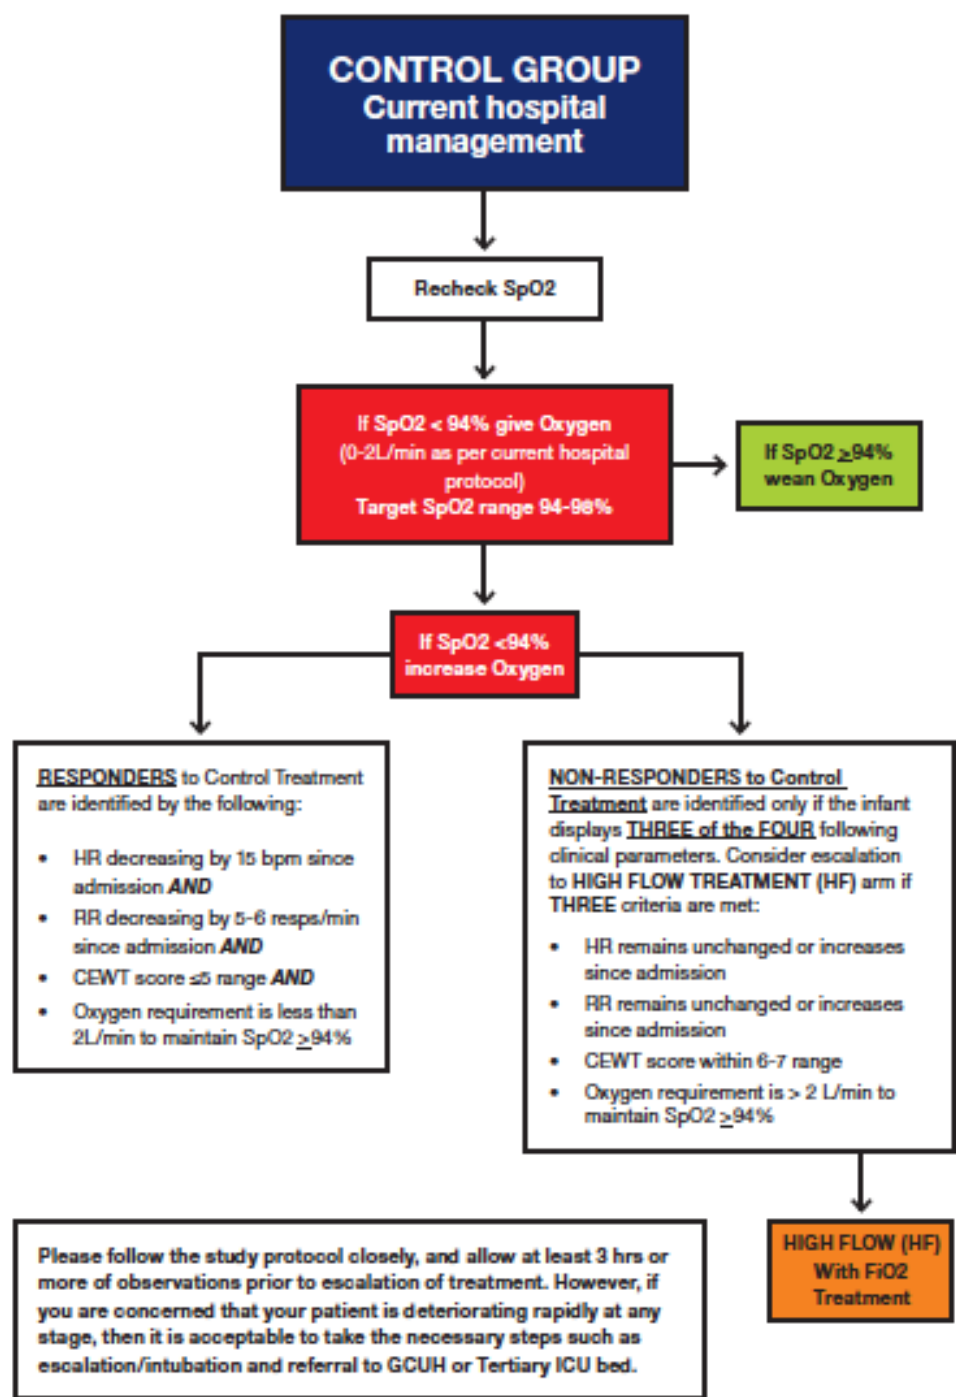 CONTROL GROUP
Current hospital
management
Recheck SpO2
If SpO2 < 94% give Oxygen
(0-2L/min as per current hospital
protocol)
Target SpO2 range 94-98%
If SpO2 ≥94%
wean Oxygen
If SpO2 <94%
increase Oxygen
RESPONDERS to Control Treatment
are identified by the following:
• HR decreasing by 15 bpm since
admission AND
• RR decreasing by 5-6 resps/min
since admission AND
• CEWT score ≤5 range AND
• Oxygen requirement is less than
2L/min to maintain SpO2 ≥94%
NON-RESPONDERS to Control
Treatment are identified only if the infant
displays THREE of the FOUR following
clinical parameters. Consider escalation
to HIGH FLOW TREATMENT (HF) arm if
THREE criteria are met:
• HR remains unchanged or increases
since admission
• RR remains unchanged or increases
since admission
• CEWT score within 6-7 range
• Oxygen requirement is > 2 L/min to
maintain SpO2 ≥94%
HIGH FLOW (HF)
With FiO2
Treatment
Please follow the study protocol closely, and allow at least 3 hrs or
more of observations prior to escalation of treatment. However, if
you are concerned that your patient is deteriorating rapidly at any
stage, then it is acceptable to take the necessary steps such as
escalation/intubation and referral to GCUH or Tertiary ICU bed.